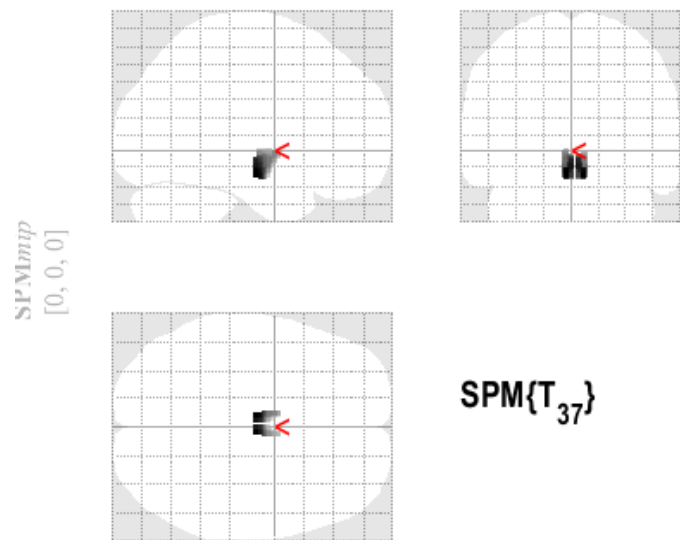 SPMmip
[0, 0, 0]
<
<
<
SPM{T37}